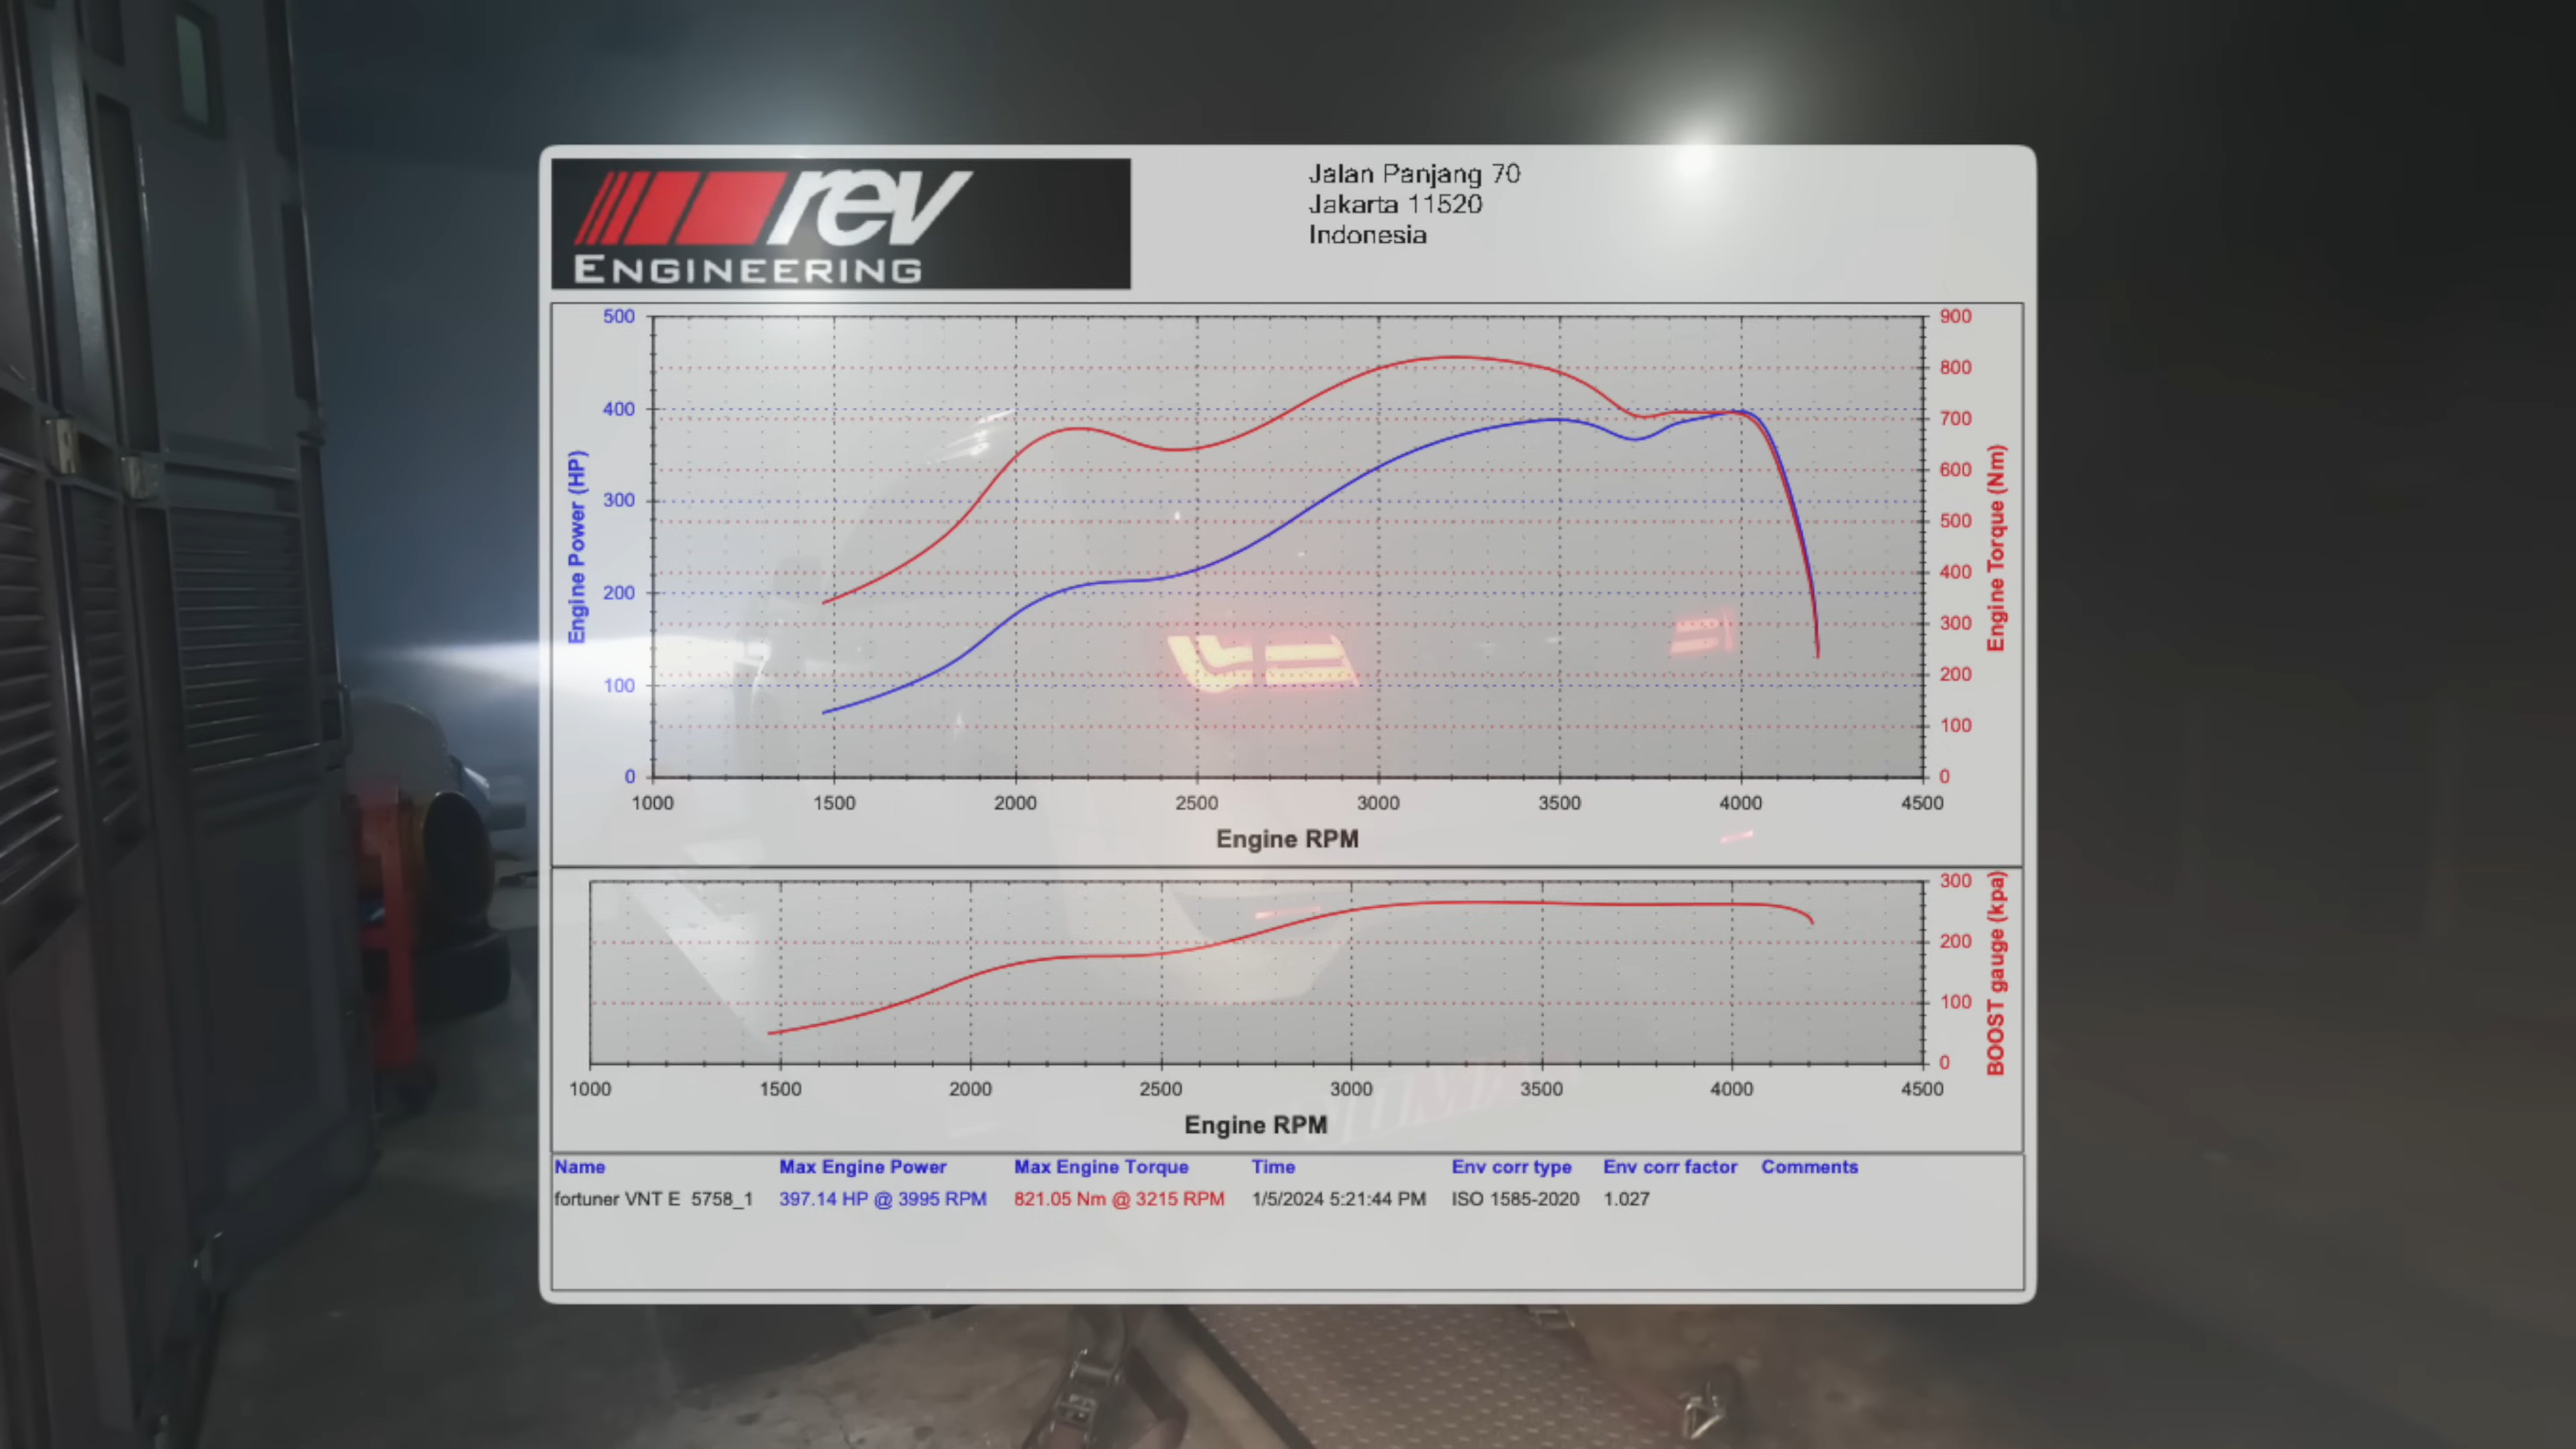 rev
ENGINEERING
Jalan Panjang 70
Jakarta 11520
Indonesia
500
400
300
200
100
0
Engine Power (HP)
900
800
700
600
500
400
300
200
100
0
Engine Torque (Nm)
1000 1500 2000 2500 3000 3500 4000 4500
Engine RPM
300
200
100
0
BOOST gauge (kpa)
1000 1500 2000 2500 3000 3500 4000 4500
Engine RPM
Name Max Engine Power Max Engine Torque Time Env corr type Env corr factor Comments
fortuner VNT E 5758_1 397.14 HP @ 3995 RPM 821.05 Nm @ 3215 RPM 1/5/2024 5:21:44 PM ISO 1585-2020 1.027